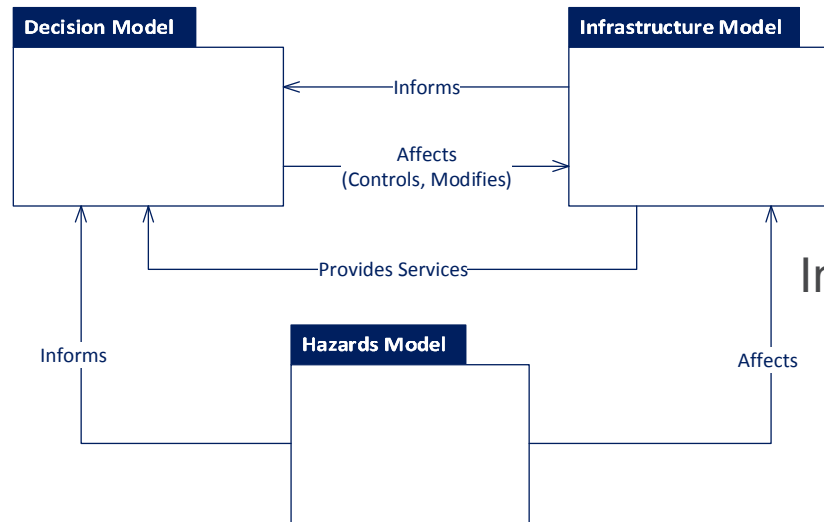 Decision Model
Infrastructure Model
Informs
Affects
(Controls, Modifies)
Provides Services
Hazards Model
Informs
Affects